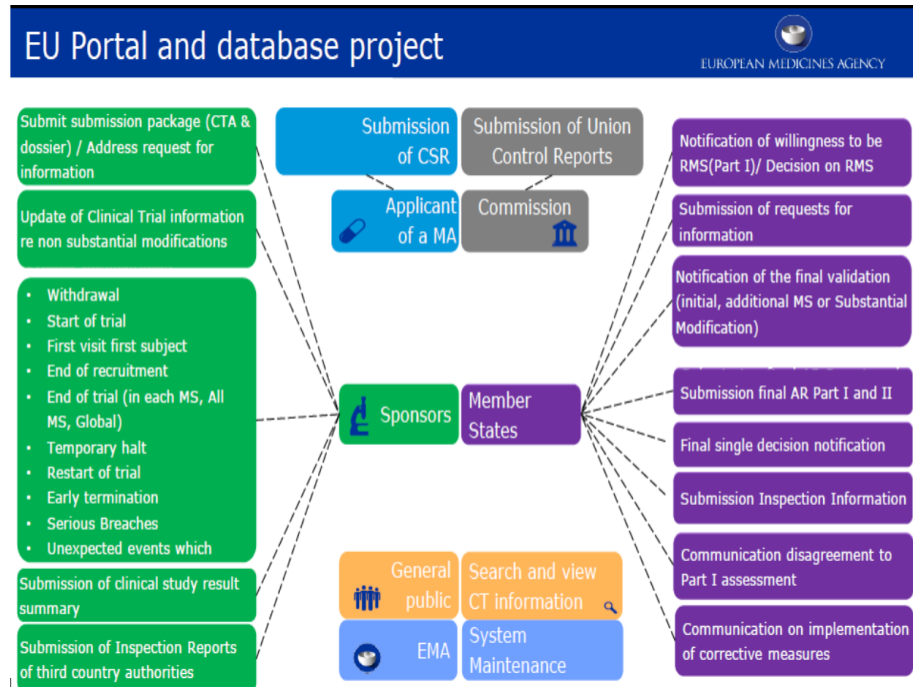 EU Portal and database project
EUROPEAN MEDICINES AGENCY
Submit submission package (CTA &
dossier) / Address request for
information
Update of Clinical Trial information
re non substantial modifications
• Withdrawal
• Start of trial
• First visit first subject
• End of recruitment
• End of trial (in each MS, All
MS, Global)
• Temporary halt
• Restart of trial
• Early termination
• Serious Breaches
• Unexpected events which
Submission of clinical study result
summary
Submission of Inspection Reports
of third country authorities
Submission
of CSR
Submission of Union
Control Reports
Applicant
of a MA
Commission
Sponsors
Member
States
General
public
Search and view
CT information
EMA
System
Maintenance
Notification of willingness to be
RMS(Part I)/ Decision on RMS
Submission of requests for
information
Notification of the final validation
(initial, additional MS or Substantial
Modification)
Submission final AR Part I and II
Final single decision notification
Submission Inspection Information
Communication disagreement to
Part I assessment
Communication on implementation
of corrective measures